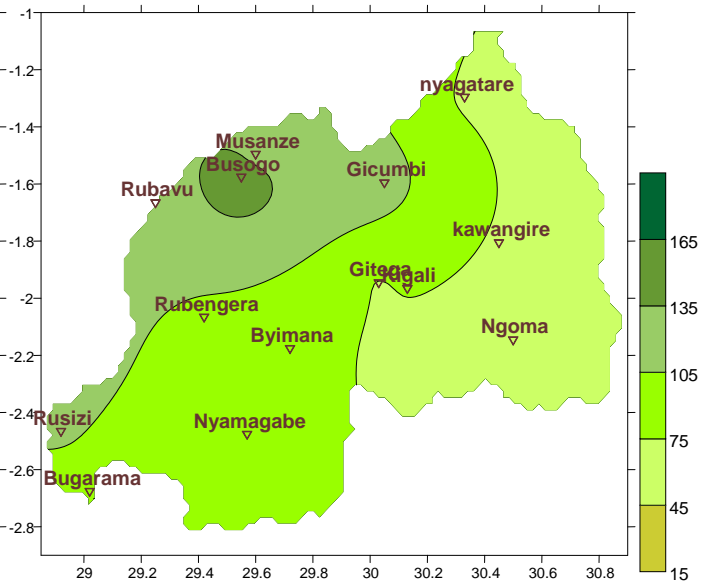 -1
-1.2
nyagatare
-1.4
Musanze
Busogo
Gicumbi
-1.6
Rubavu
165
kawangire
-1.8
Gitega
Kigali
135
-2
Rubengera
Ngoma
Byimana
-2.2
105
-2.4
Rusizi
Nyamagabe
75
-2.6
Bugarama
45
-2.8
29
29.2
29.4
29.6
29.8
30
30.2
30.4
30.6
30.8
15